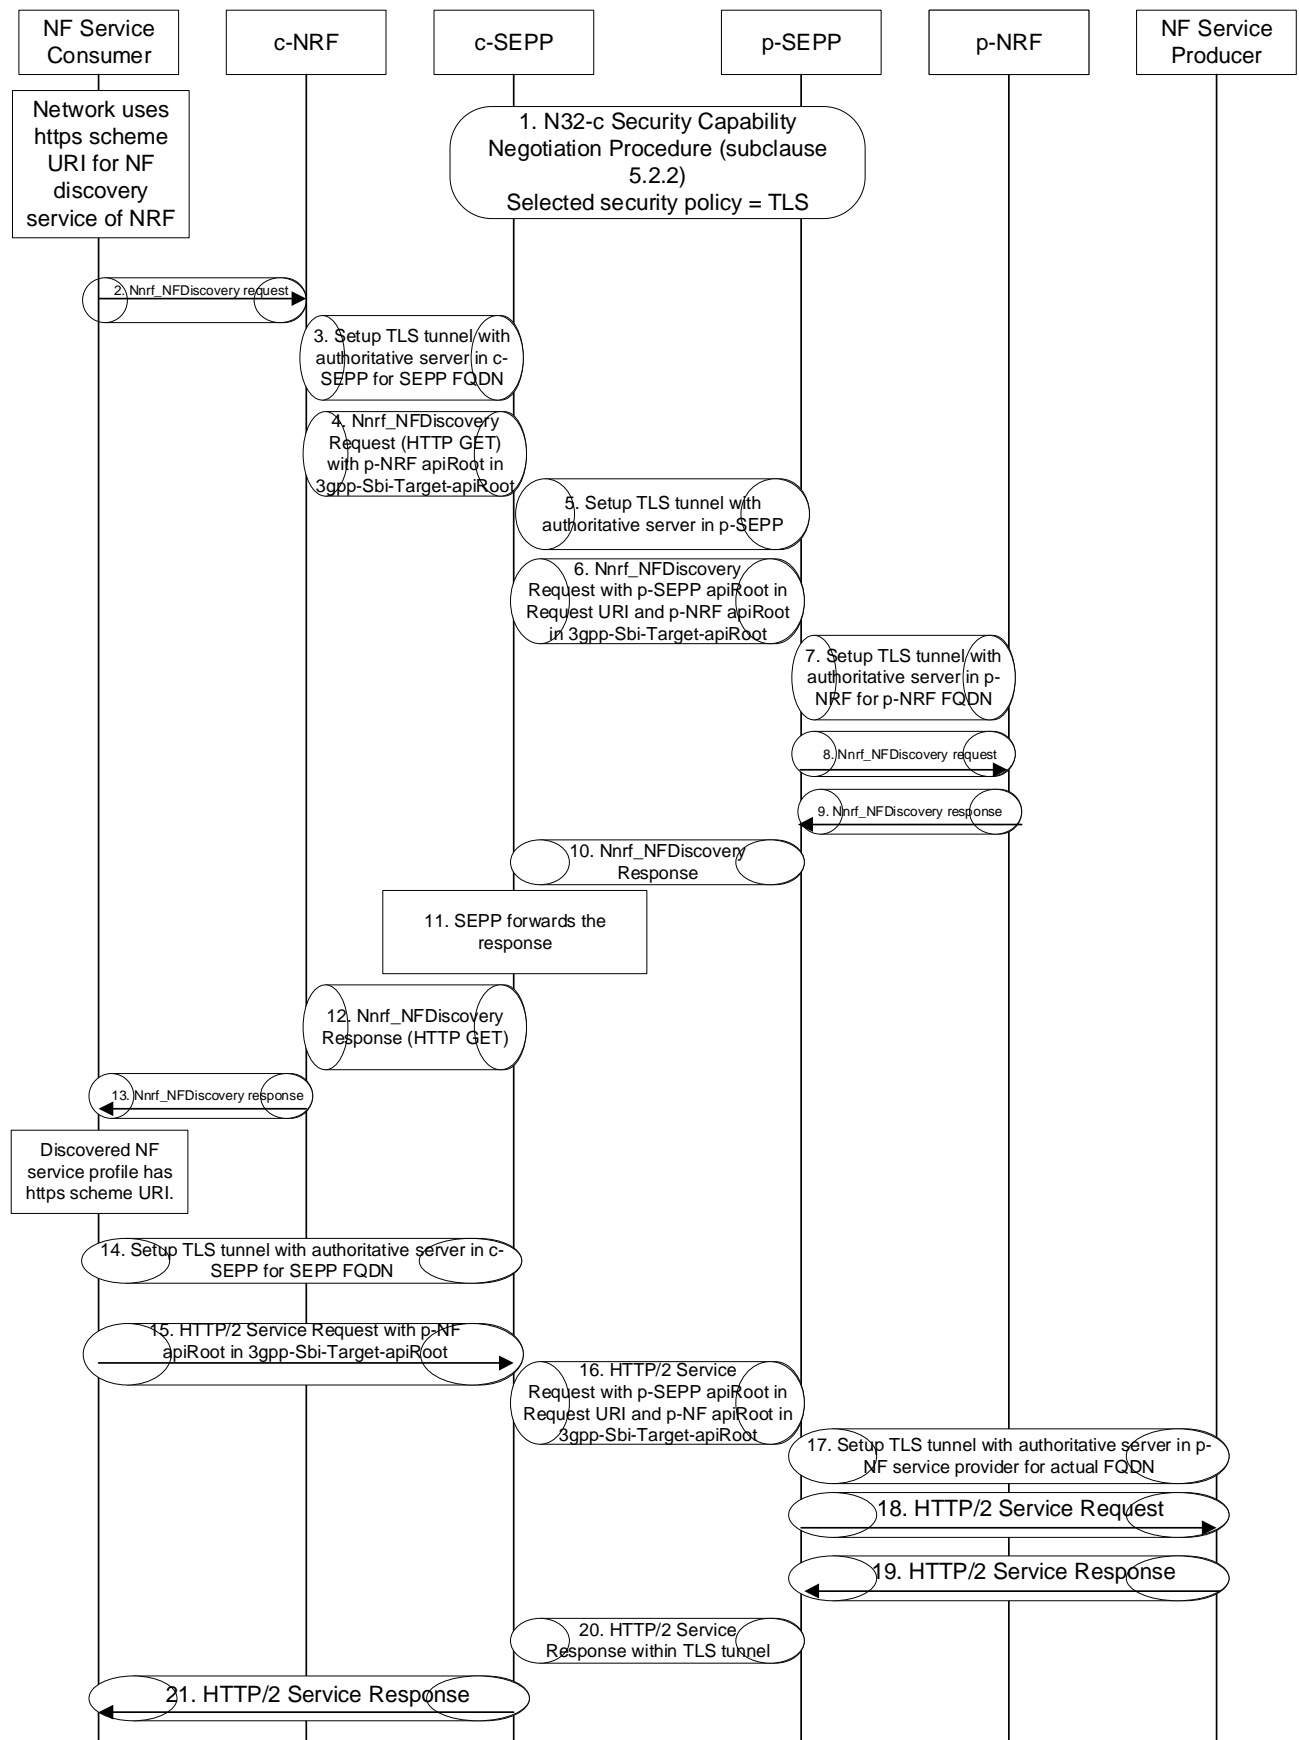 NF Service
Consumer
c-NRF
c-SEPP
p-SEPP
p-NRF
NF Service
Producer
Network uses
https scheme
URI for NF
discovery
service of NRF
1. N32-c Security Capability
Negotiation Procedure (subclause
5.2.2)
Selected security policy = TLS
2. Nnrf_NFDiscovery request
3. Setup TLS tunnel with
authoritative server in c-
SEPP for SEPP FQDN
4. Nnrf_NFDiscovery
Request (HTTP GET)
with p-NRF apiRoot in
3gpp-Sbi-Target-apiRoot
5. Setup TLS tunnel with
authoritative server in p-SEPP
6. Nnrf_NFDiscovery
Request with p-SEPP apiRoot in
Request URI and p-NRF apiRoot
in 3gpp-Sbi-Target-apiRoot
7. Setup TLS tunnel with
authoritative server in p-
NRF for p-NRF FQDN
8. Nnrf_NFDiscovery request
9. Nnrf_NFDiscovery response
10. Nnrf_NFDiscovery
Response
11. SEPP forwards the
response
12. Nnrf_NFDiscovery
Response (HTTP GET)
13. Nnrf_NFDiscovery response
Discovered NF
service profile has
https scheme URI.
14. Setup TLS tunnel with authoritative server in c-
SEPP for SEPP FQDN
15. HTTP/2 Service Request with p-NF
apiRoot in 3gpp-Sbi-Target-apiRoot
16. HTTP/2 Service
Request with p-SEPP apiRoot in
Request URI and p-NF apiRoot in
3gpp-Sbi-Target-apiRoot
17. Setup TLS tunnel with authoritative server in p-
NF service provider for actual FQDN
18. HTTP/2 Service Request
19. HTTP/2 Service Response
20. HTTP/2 Service
Response within TLS tunnel
21. HTTP/2 Service Response